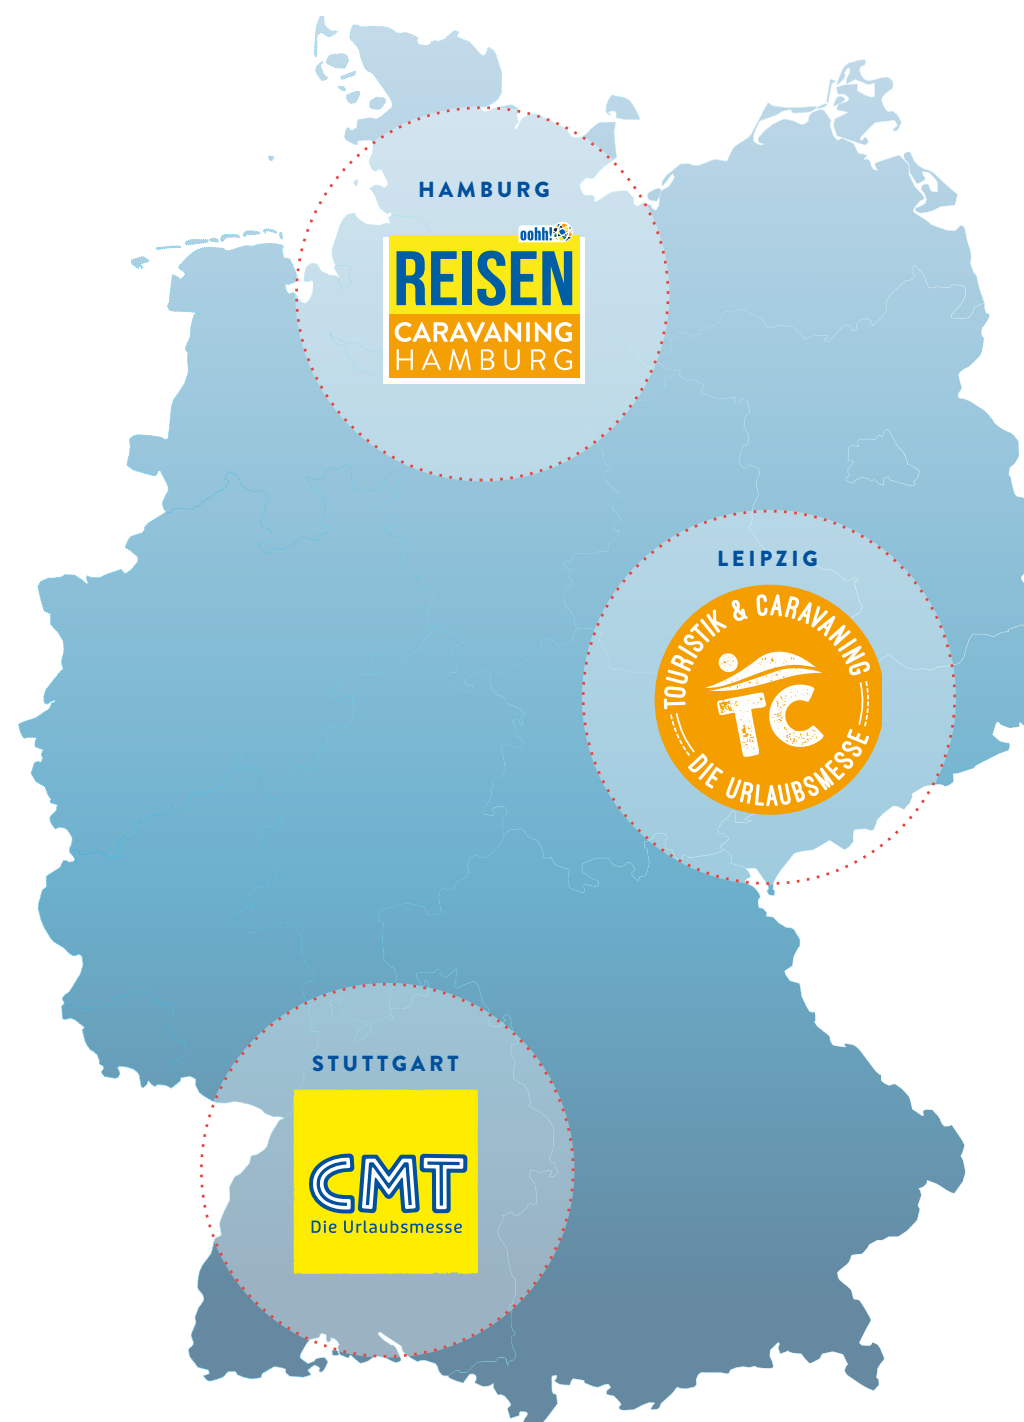 HAMBURG
oohh!
REISEN
CARAVANING
HAMBURG
LEIPZIG
TOURISTIK & CARAVANING
TC
DIE URLAUBSMESSE
STUTTGART
CMT
Die Urlaubsmesse